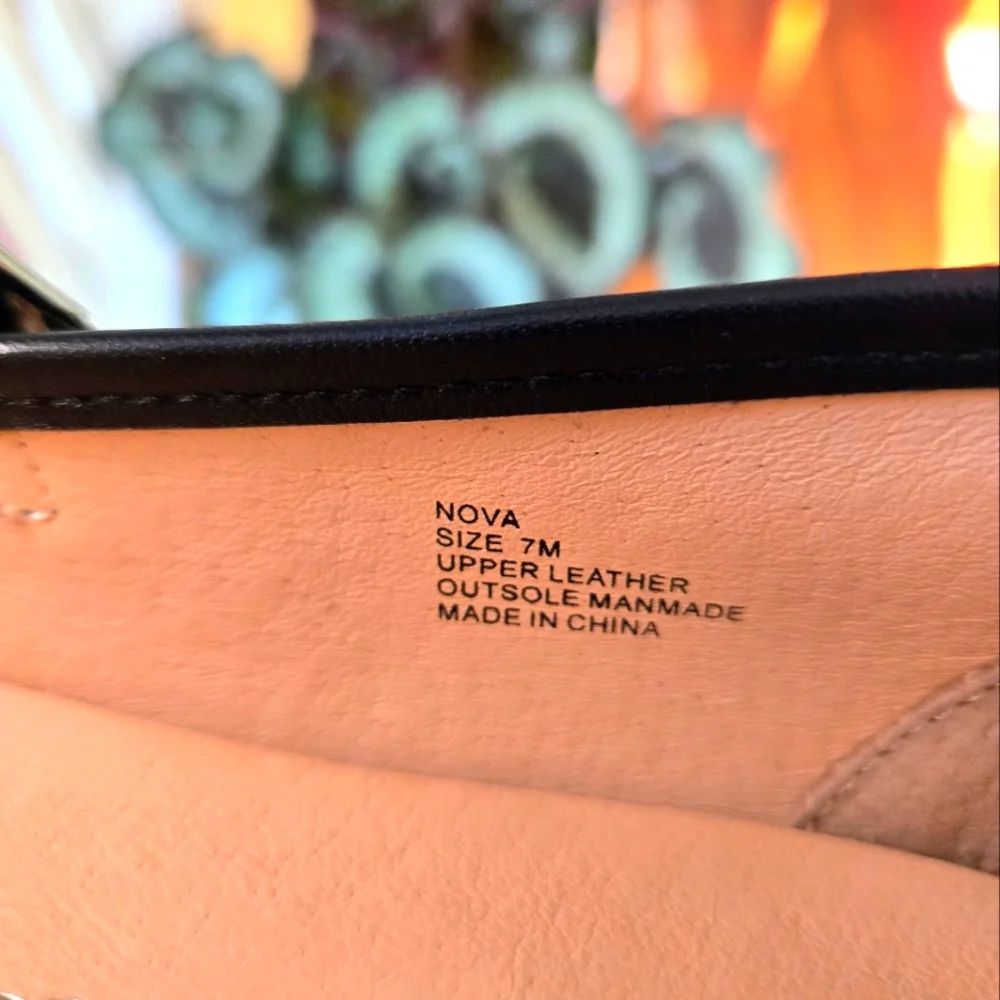 NOVA
SIZE 7M
UPPER LEATHER
OUTSOLE MANMADE
MADE IN CHINA